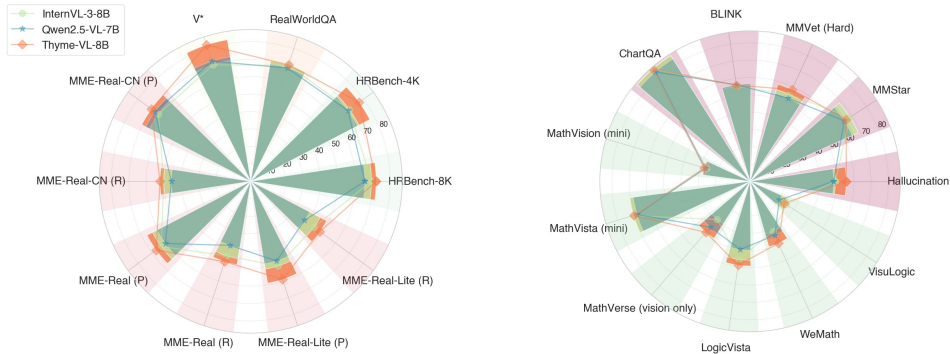 InternVL-3-8B
Qwen2.5-VL-7B
Thyme-VL-8B
V*
RealWorldQA
MME-Real-CN (P)
HRBench-4K
MME-Real-CN (R)
HRBench-8K
MME-Real (P)
MME-Real-Lite (R)
MME-Real (R)
MME-Real-Lite (P)
20
30
40
50
60
70
80
BLINK
MMVet (Hard)
ChartQA
MMStar
MathVision (mini)
Hallucination
MathVista (mini)
VisuLogic
MathVerse (vision only)
WeMath
LogicVista
70
80